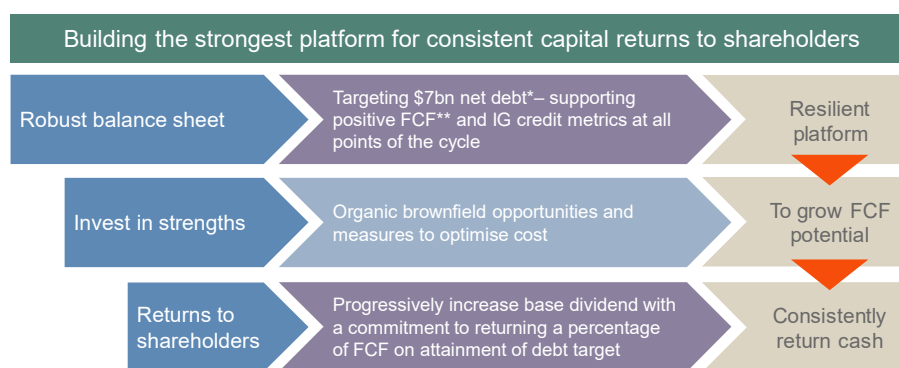 Building the strongest platform for consistent capital returns to shareholders
Robust balance sheet
Targeting $7bn net debt*– supporting
positive FCF** and IG credit metrics at all
points of the cycle
Resilient
platform
Invest in strengths
Organic brownfield opportunities and
measures to optimise cost
To grow FCF
potential
Returns to
shareholders
Progressively increase base dividend with
a commitment to returning a percentage
of FCF on attainment of debt target
Consistently
return cash